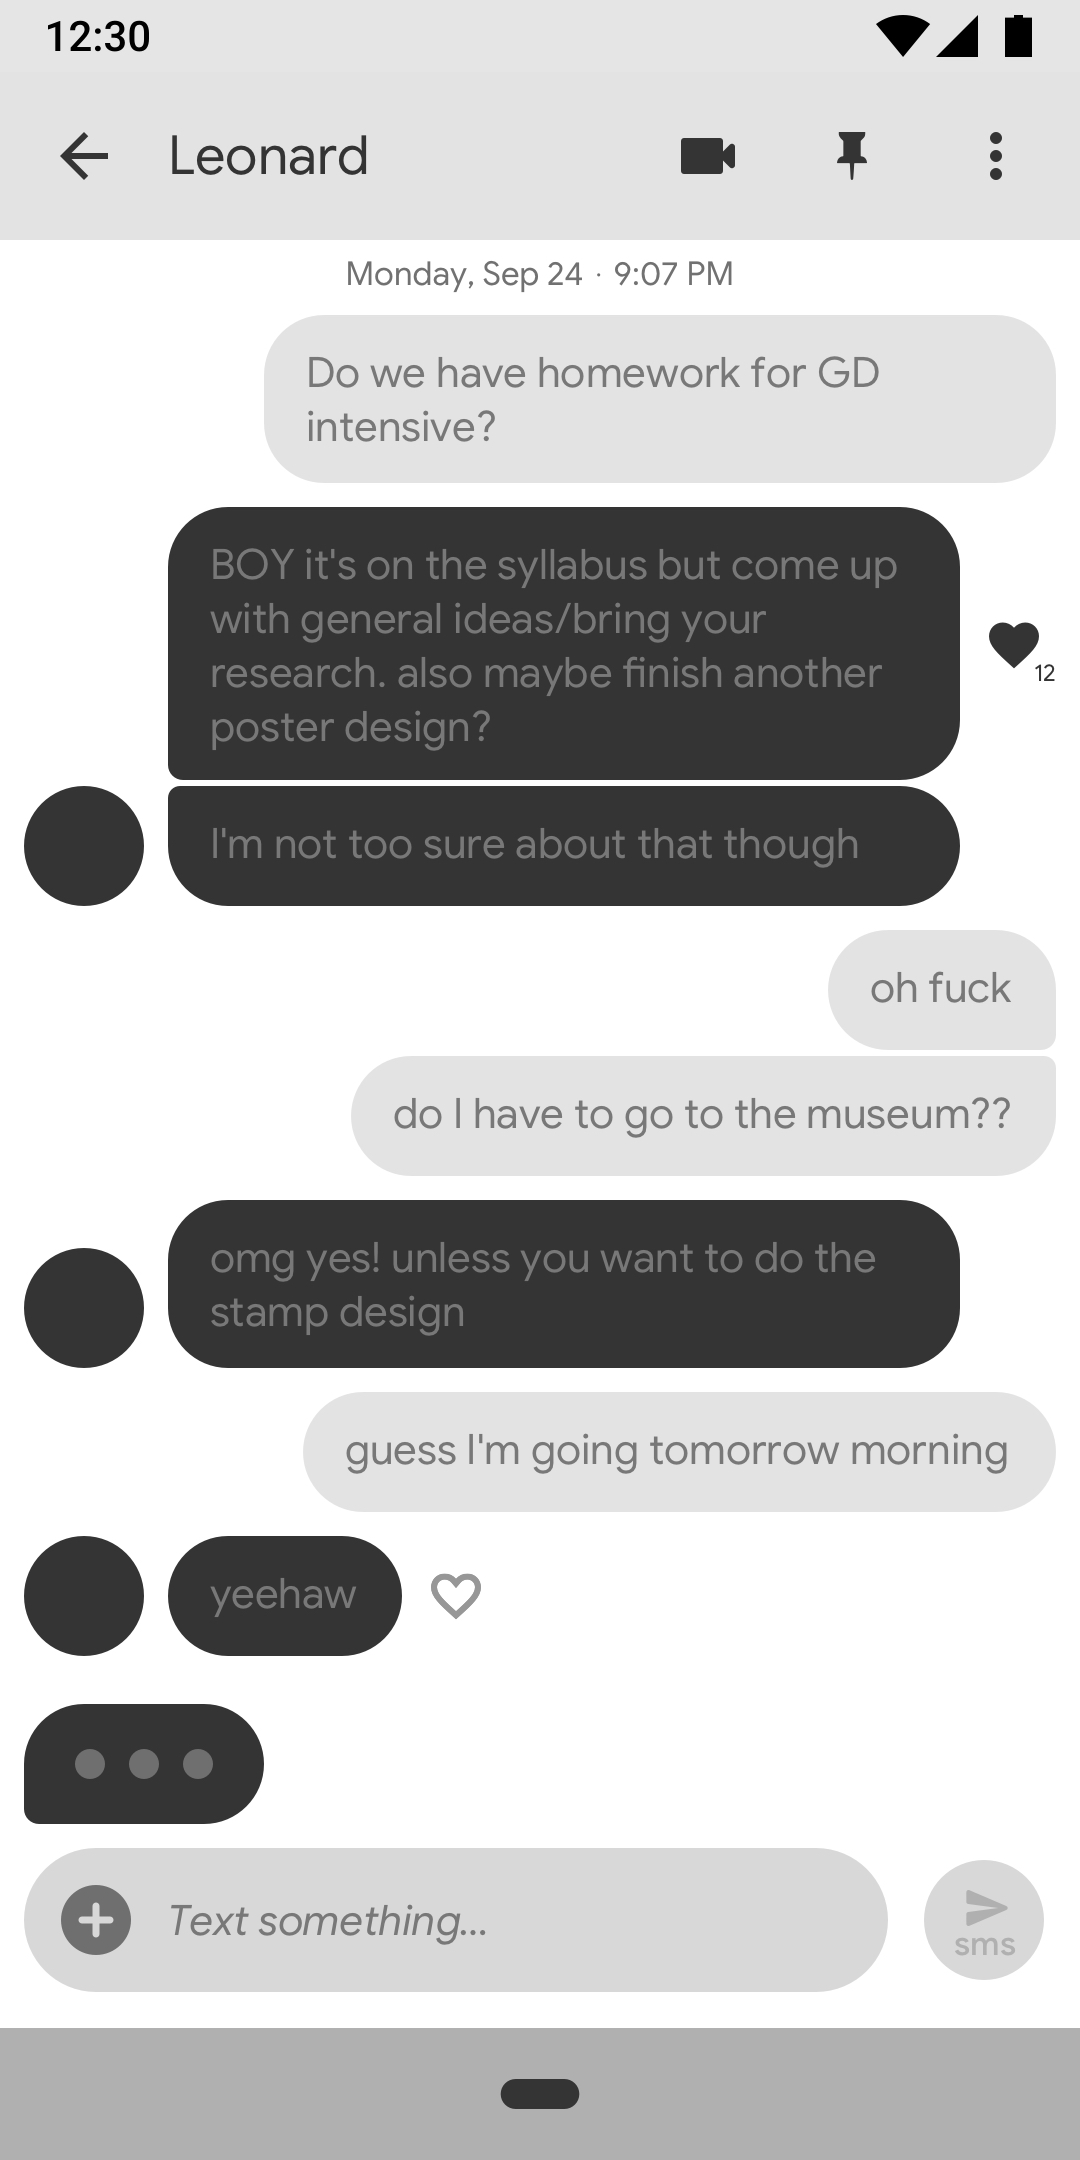 12:30
Leonard
Monday, Sep 24 · 9:07 PM
Do we have homework for GD
intensive?
BOY it's on the syllabus but come up
with general ideas/bring your
research. also maybe finish another
poster design?
12
I'm not too sure about that though
oh fuck
do I have to go to the museum??
omg yes! unless you want to do the
stamp design
guess I'm going tomorrow morning
yeehaw
Text something...
sms